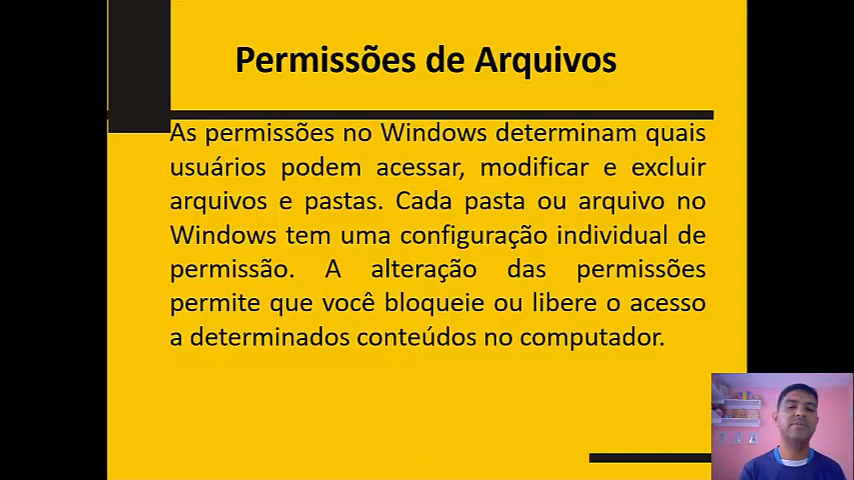 Permissões de Arquivos
As permissões no Windows determinam quais
usuários podem acessar, modificar e excluir
arquivos e pastas. Cada pasta ou arquivo no
Windows tem uma configuração individual de
permissão. A alteração das permissões
permite que você bloqueie ou libere o acesso
a determinados conteúdos no computador.